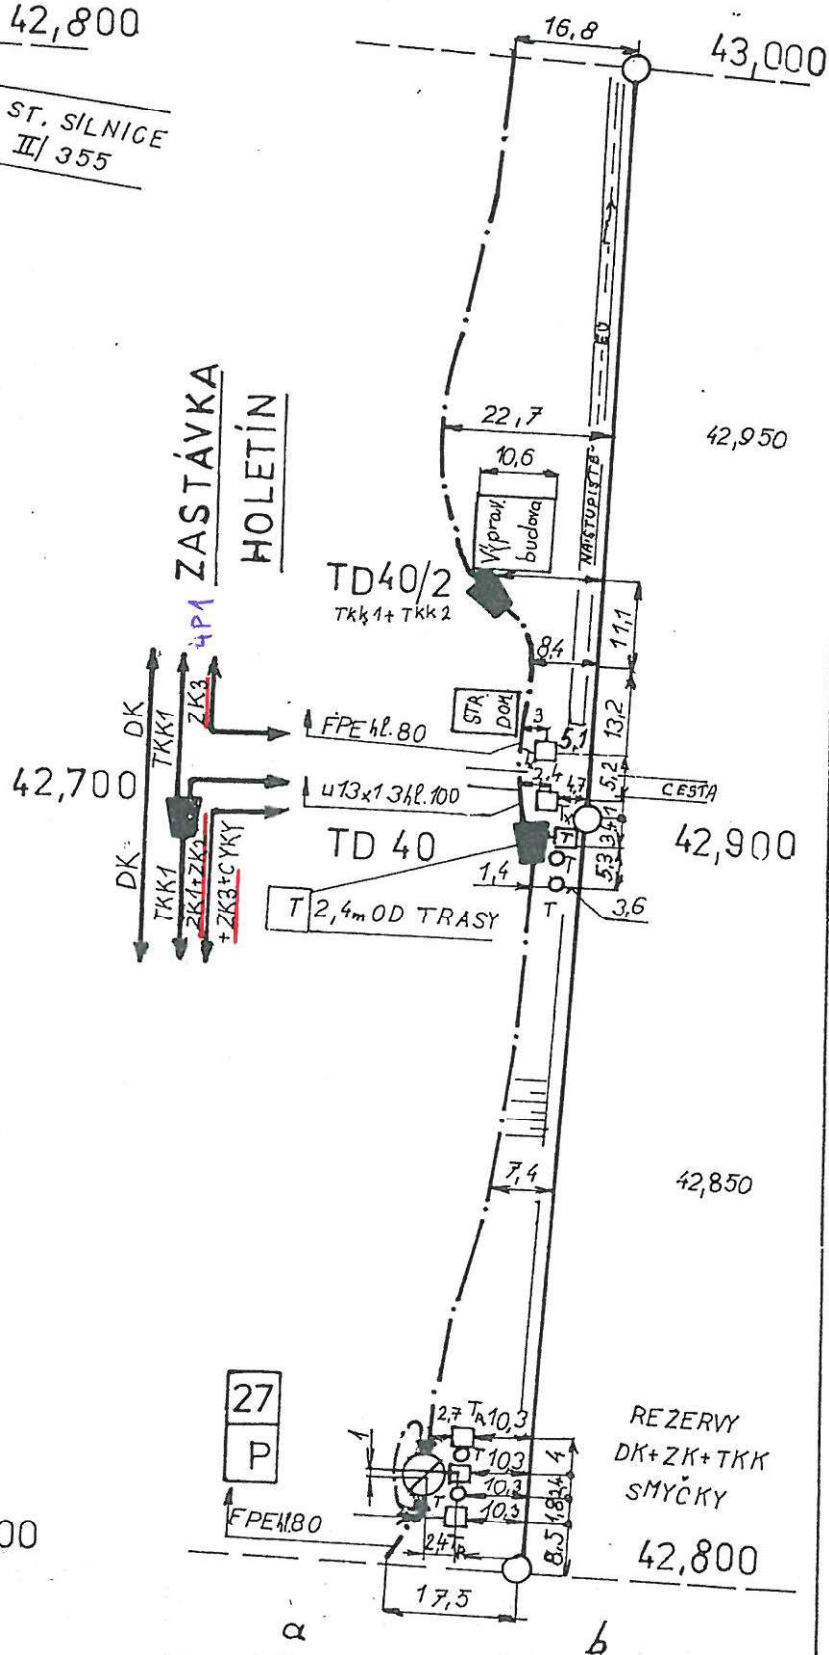 42,800
16,8
43,000
ST. SILNICE
II/ 355
EÚ
ZASTÁVKA
HOLETÍN
22,7
42,950
10,6
NÁSTUPIŠTĚ
Výprav.
budova
TD40/2
TKK1+ TKK2
4P1
11,1
8,4
DK
TKK1
ZK3
STR.
DOM.
3
13,2
FPE hl. 80
5,1
42,700
2,4
4,7
5,2
CESTA
u13x1 3hl.100
TD 40
T
42,900
DK
TKK1
ZK1+ZK2
+ZK3+CYKY
T
1,4
5,3
T 2,4m OD TRASY
T
3,6
7,4
42,850
27
P
1
2,7
10,3
4
T
10,3
T
10,3
1,8
10,3
8,5
REZERVY
DK+ZK+TKK
SMYČKY
FPEhl.80
2,4
00
42,800
17,5
a
b